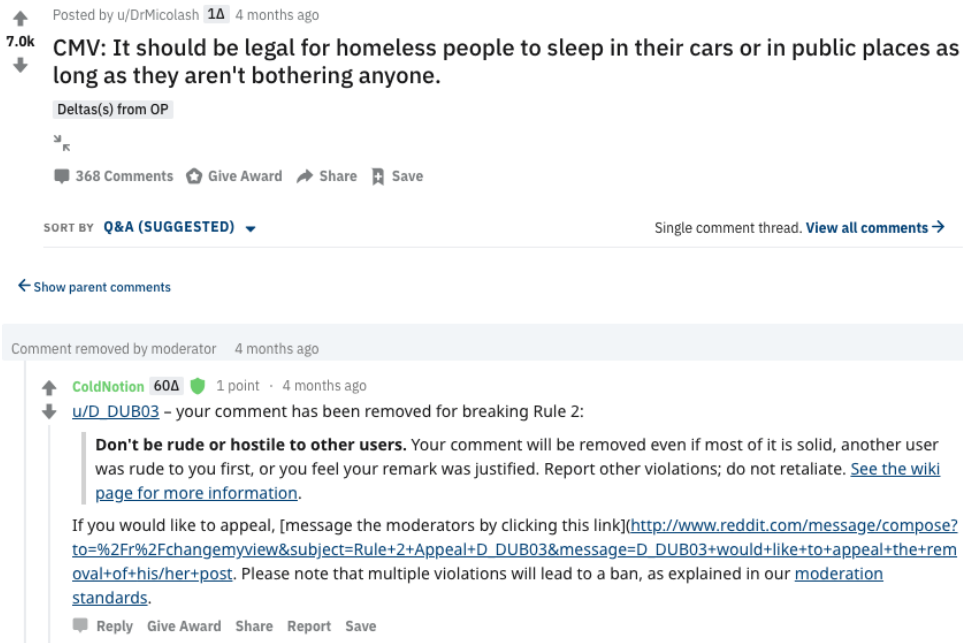 Posted by u/DrMicolash 1Δ 4 months ago
7.0k
CMV: It should be legal for homeless people to sleep in their cars or in public places as
long as they aren't bothering anyone.
Deltas(s) from OP
368 Comments Give Award Share Save
SORT BY Q&A (SUGGESTED)
Single comment thread. View all comments
Show parent comments
Comment removed by moderator 4 months ago
ColdNotion 60Δ 1 point · 4 months ago
u/D_DUB03 – your comment has been removed for breaking Rule 2:
Don't be rude or hostile to other users. Your comment will be removed even if most of it is solid, another user
was rude to you first, or you feel your remark was justified. Report other violations; do not retaliate. See the wiki
page for more information.
If you would like to appeal, [message the moderators by clicking this link](http://www.reddit.com/message/compose?
to=%2Fr%2Fchangemyview&subject=Rule+2+Appeal+D_DUB03&message=D_DUB03+would+like+to+appeal+the+rem
oval+of+his/her+post. Please note that multiple violations will lead to a ban, as explained in our moderation
standards.
Reply Give Award Share Report Save